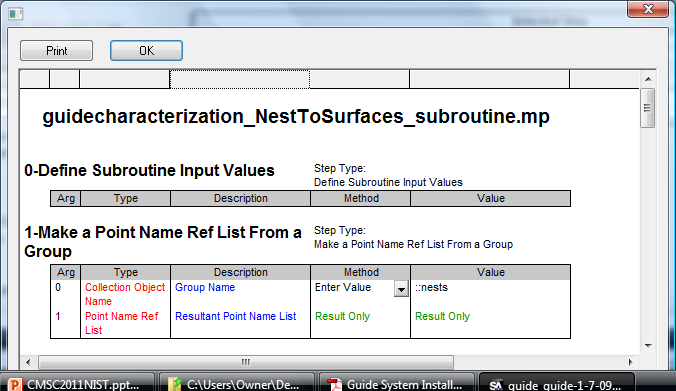 Print
OK
guidecharacterization_NestToSurfaces_subroutine.mp
0-Define Subroutine Input Values
Step Type:
Define Subroutine Input Values
Arg Type Description Method Value
1-Make a Point Name Ref List From a
Group
Step Type:
Make a Point Name Ref List From a Group
Arg Type Description Method Value
0 Collection Object Group Name Enter Value ::nests
Name
1 Point Name Ref Resultant Point Name List Result Only Result Only
List
CMSC2011NIST.ppt... C:\Users\Owner\De... Guide System Install... guide_guide-1-7-09...